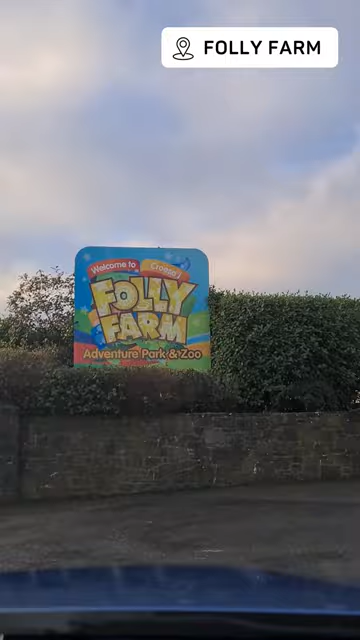 FOLLY FARM
Welcome to Croeso i
FOLLY
FARM
Adventure Park & Zoo